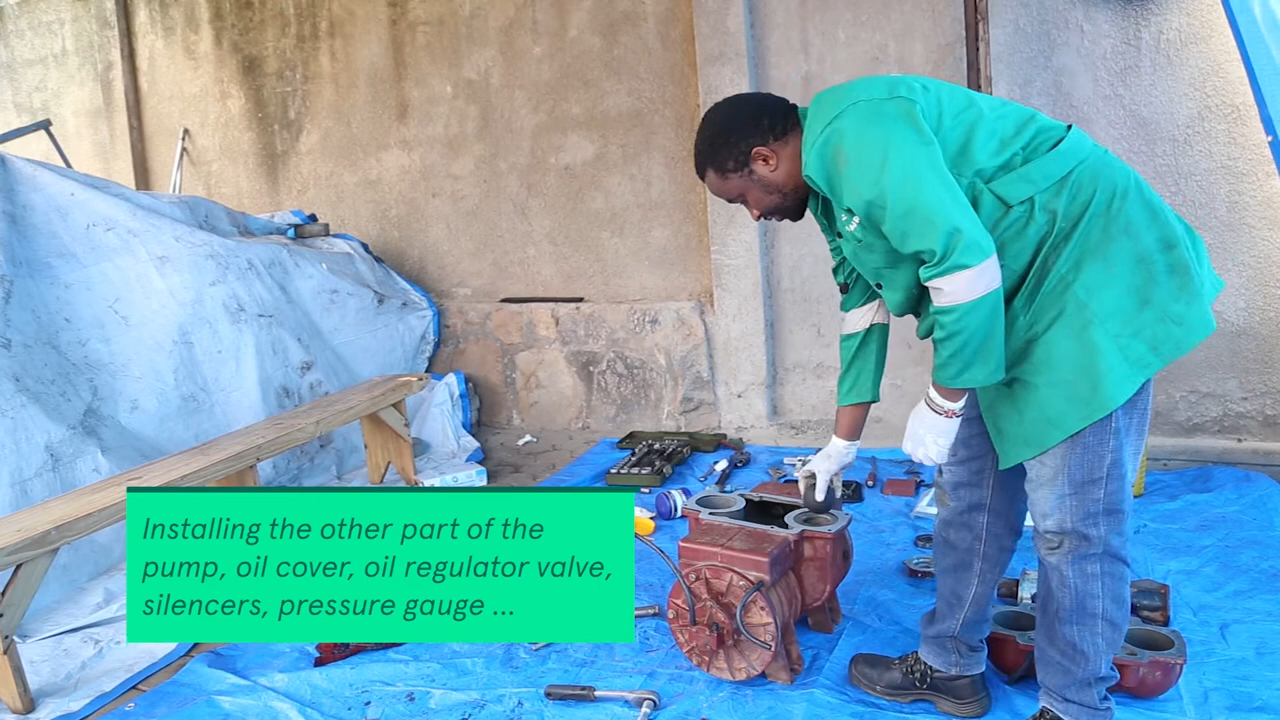 Installing the other part of the
pump, oil cover, oil regulator valve,
silencers, pressure gauge ...